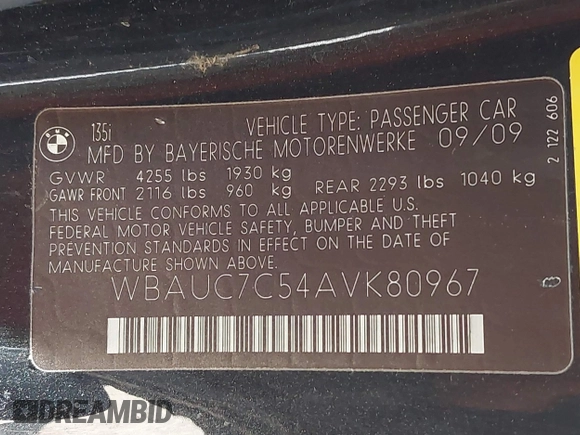 BMW
135i
VEHICLE TYPE: PASSENGER CAR
MFD BY BAYERISCHE MOTORENWERKE 09/09
GVWR 4255 lbs 1930 kg
GAWR FRONT 2116 lbs 960 kg REAR 2293 lbs 1040 kg
THIS VEHICLE CONFORMS TO ALL APPLICABLE U.S.
FEDERAL MOTOR VEHICLE SAFETY, BUMPER AND THEFT
PREVENTION STANDARDS IN EFFECT ON THE DATE OF
MANUFACTURE SHOWN ABOVE.
WBAUC7C54AVK80967
2 122 606
DREAMBID